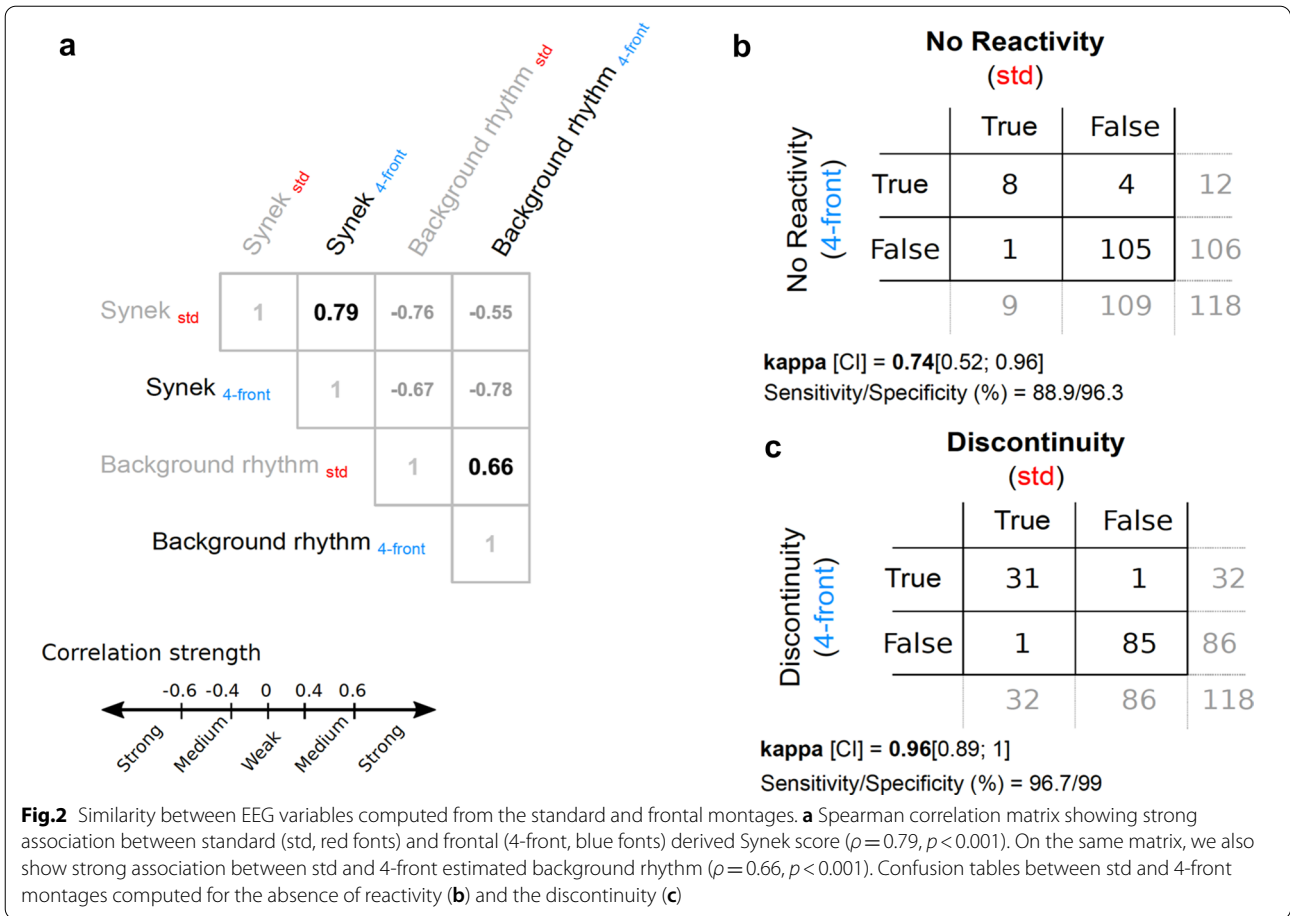 a
Synek std
Synek 4-front
Background rhythm std
Background rhythm 4-front
Synek std 1 0.79 -0.76 -0.55
Synek 4-front 1 -0.67 -0.78
Background rhythm std 1 0.66
Background rhythm 4-front 1
Correlation strength
-0.6 -0.4 0 0.4 0.6
Strong Medium Weak Medium Strong
b
No Reactivity
(std)
No Reactivity
(4-front)
True False
True 8 4 12
False 1 105 106
9 109 118
kappa [CI] = 0.74[0.52; 0.96]
Sensitivity/Specificity (%) = 88.9/96.3
c
Discontinuity
(std)
Discontinuity
(4-front)
True False
True 31 1 32
False 1 85 86
32 86 118
kappa [CI] = 0.96[0.89; 1]
Sensitivity/Specificity (%) = 96.7/99
Fig.2 Similarity between EEG variables computed from the standard and frontal montages. a Spearman correlation matrix showing strong
association between standard (std, red fonts) and frontal (4-front, blue fonts) derived Synek score (ρ = 0.79, p < 0.001). On the same matrix, we also
show strong association between std and 4-front estimated background rhythm (ρ = 0.66, p < 0.001). Confusion tables between std and 4-front
montages computed for the absence of reactivity (b) and the discontinuity (c)